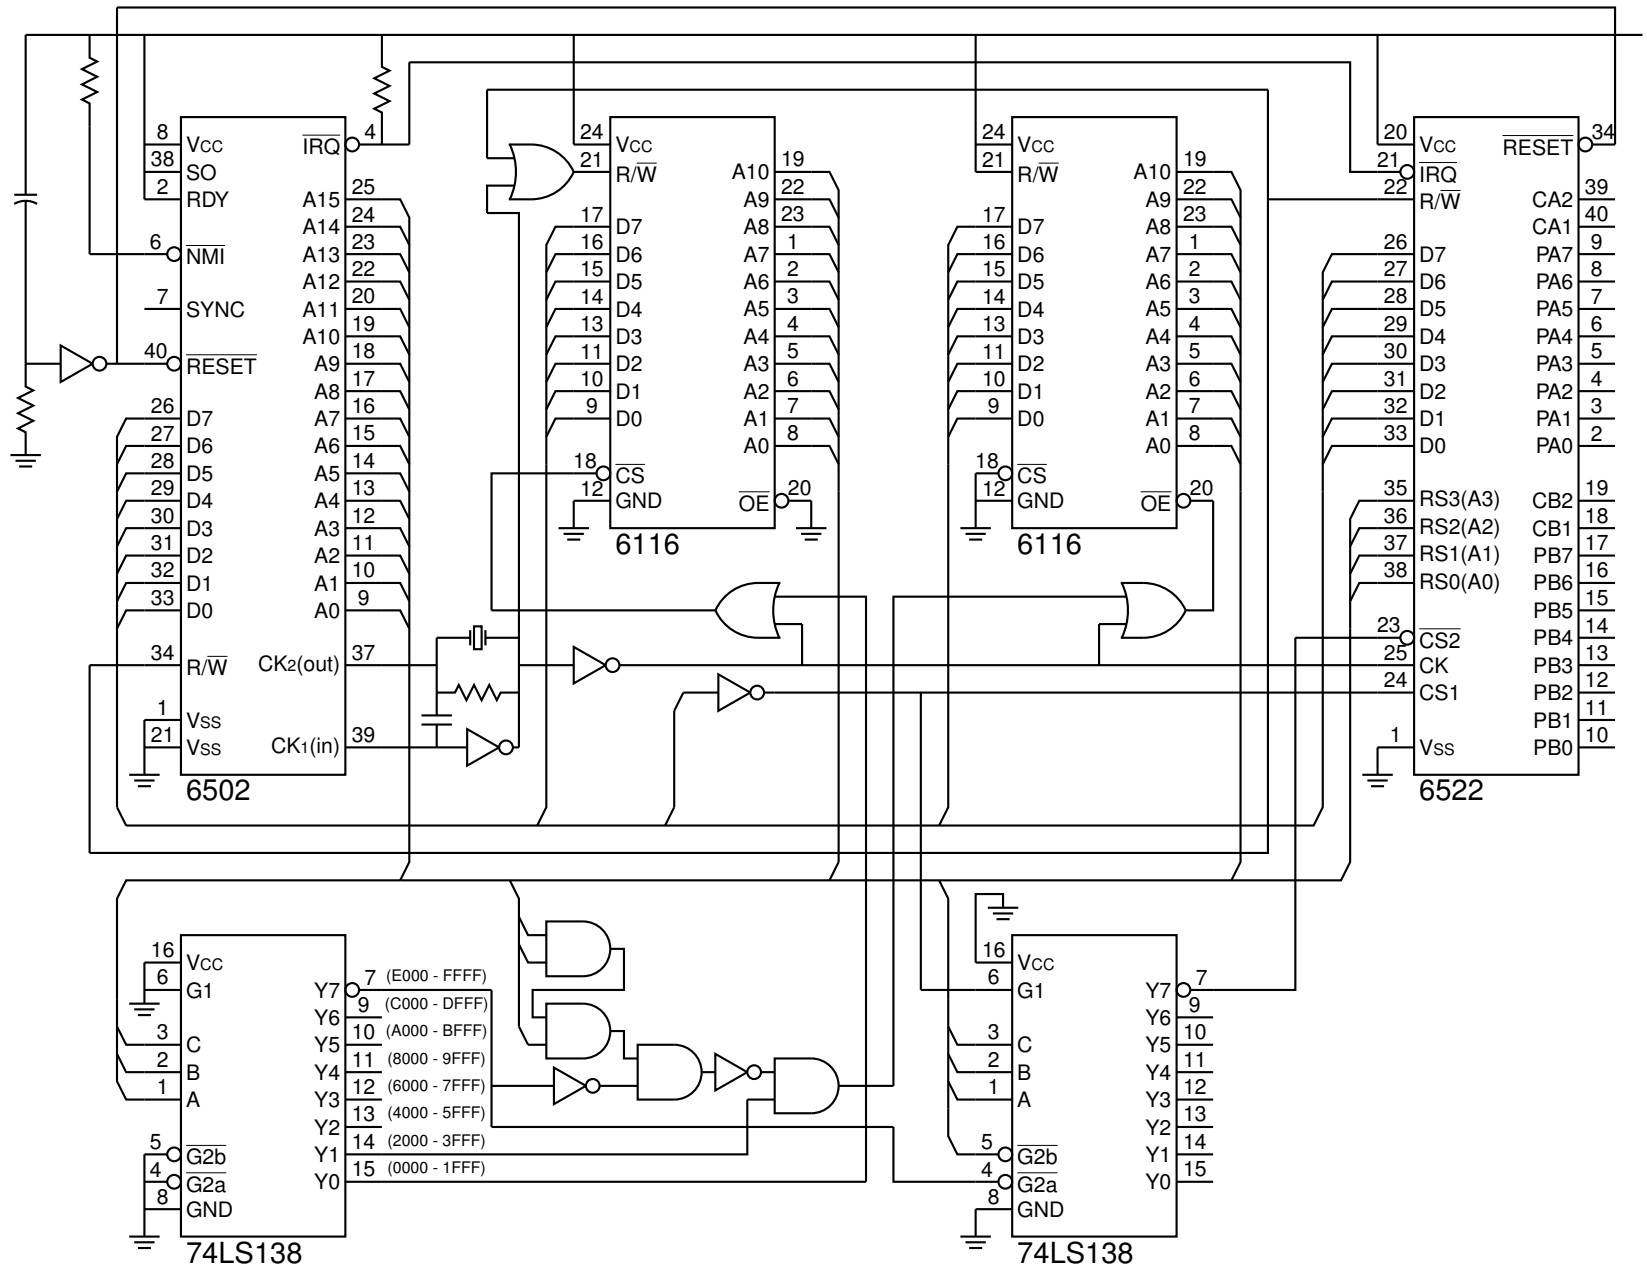 8 VCC
38 SO
2 RDY
6 NMI
7 SYNC
40 RESET
26 D7
27 D6
28 D5
29 D4
30 D3
31 D2
32 D1
33 D0
34 R/W
1 VSS
21 VSS
IRQ 4
A15 25
A14 24
A13 23
A12 22
A11 20
A10 19
A9 18
A8 17
A7 16
A6 15
A5 14
A4 13
A3 12
A2 11
A1 10
A0 9
CK2(out) 37
CK1(in) 39
6502
24 VCC
21 R/W
17 D7
16 D6
15 D5
14 D4
13 D3
11 D2
10 D1
9 D0
18 CS
12 GND
A10 19
A9 22
A8 23
A7 1
A6 2
A5 3
A4 4
A3 5
A2 6
A1 7
A0 8
OE 20
6116
24 VCC
21 R/W
17 D7
16 D6
15 D5
14 D4
13 D3
11 D2
10 D1
9 D0
18 CS
12 GND
A10 19
A9 22
A8 23
A7 1
A6 2
A5 3
A4 4
A3 5
A2 6
A1 7
A0 8
OE 20
6116
20 VCC
21 IRQ
22 R/W
26 D7
27 D6
28 D5
29 D4
30 D3
31 D2
32 D1
33 D0
35 RS3(A3)
36 RS2(A2)
37 RS1(A1)
38 RS0(A0)
23 CS2
25 CK
24 CS1
1 VSS
RESET 34
CA2 39
CA1 40
PA7 9
PA6 8
PA5 7
PA4 6
PA3 5
PA2 4
PA1 3
PA0 2
CB2 19
CB1 18
PB7 17
PB6 16
PB5 15
PB4 14
PB3 13
PB2 12
PB1 11
PB0 10
6522
16 VCC
6 G1
3 C
2 B
1 A
5 G2b
4 G2a
8 GND
Y7 7 (E000 - FFFF)
Y6 9 (C000 - DFFF)
Y5 10 (A000 - BFFF)
Y4 11 (8000 - 9FFF)
Y3 12 (6000 - 7FFF)
Y2 13 (4000 - 5FFF)
Y1 14 (2000 - 3FFF)
Y0 15 (0000 - 1FFF)
74LS138
16 VCC
6 G1
3 C
2 B
1 A
5 G2b
4 G2a
8 GND
Y7 7
Y6 9
Y5 10
Y4 11
Y3 12
Y2 13
Y1 14
Y0 15
74LS138